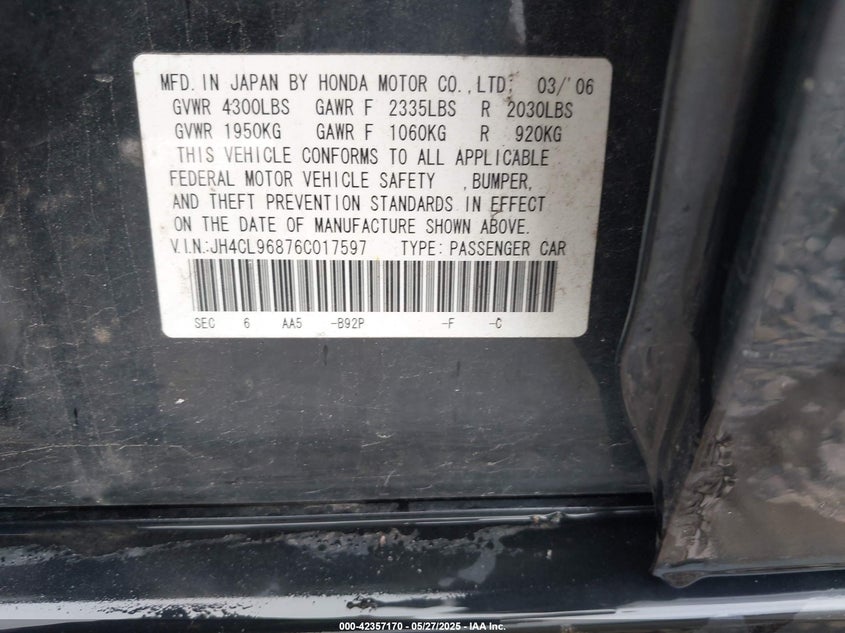 MFD. IN JAPAN BY HONDA MOTOR CO.,LTD; 03/'06
GVWR 4300LBS GAWR F 2335LBS R 2030LBS
GVWR 1950KG GAWR F 1060KG R 920KG
THIS VEHICLE CONFORMS TO ALL APPLICABLE
FEDERAL MOTOR VEHICLE SAFETY ,BUMPER,
AND THEFT PREVENTION STANDARDS IN EFFECT
ON THE DATE OF MANUFACTURE SHOWN ABOVE.
V.I.N.:JH4CL96876C017597 TYPE: PASSENGER CAR
SEC 6 AA5 -B92P -F -C
000-42357170 - 05/27/2025 - IAA Inc.